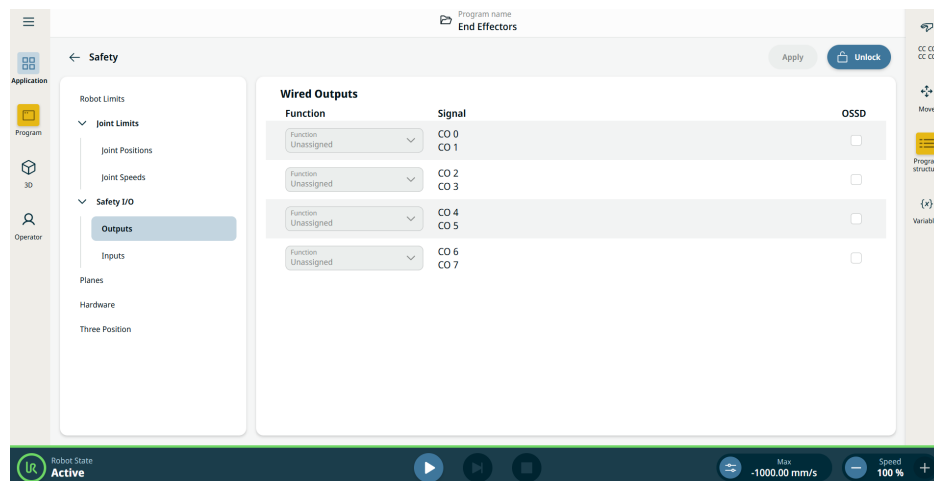 Program name
End Effectors
Application
Program
3D
Operator
Safety
Apply
Unlock
Robot Limits
Joint Limits
Joint Positions
Joint Speeds
Safety I/O
Outputs
Inputs
Planes
Hardware
Three Position
Wired Outputs
Function Signal OSSD
Function
Unassigned
CO 0
CO 1
Function
Unassigned
CO 2
CO 3
Function
Unassigned
CO 4
CO 5
Function
Unassigned
CO 6
CO 7
CC CC
CC CC
Move
Progra
structu
{x}
Variabl
UR
Robot State
Active
Max
-1000.00 mm/s
Speed
100 %